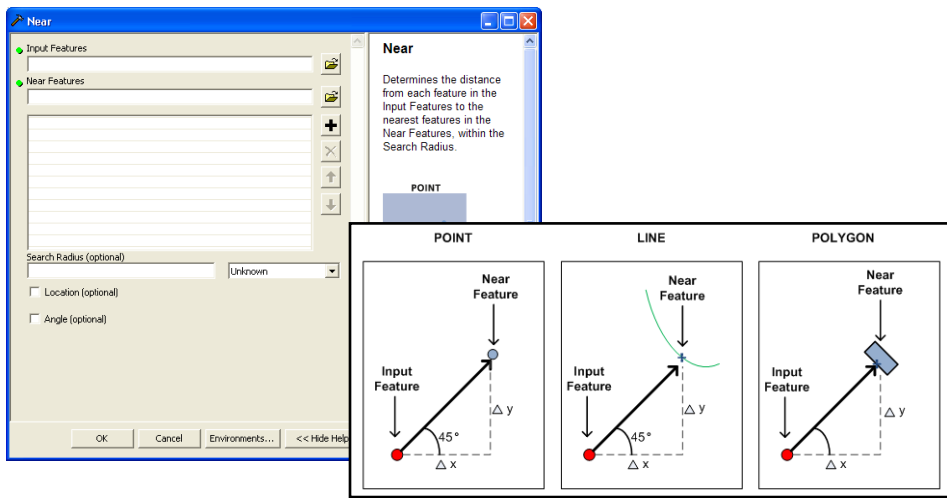 Near
Input Features
Near Features
Search Radius (optional)
Unknown
Location (optional)
Angle (optional)
OK
Cancel
Environments...
<< Hide Help
Near
Determines the distance
from each feature in the
Input Features to the
nearest features in the
Near Features, within the
Search Radius.
POINT
POINT
Near
Feature
Input
Feature
45°
△ y
△ x
LINE
Near
Feature
Input
Feature
45°
△ y
△ x
POLYGON
Near
Feature
Input
Feature
45°
△ y
△ x